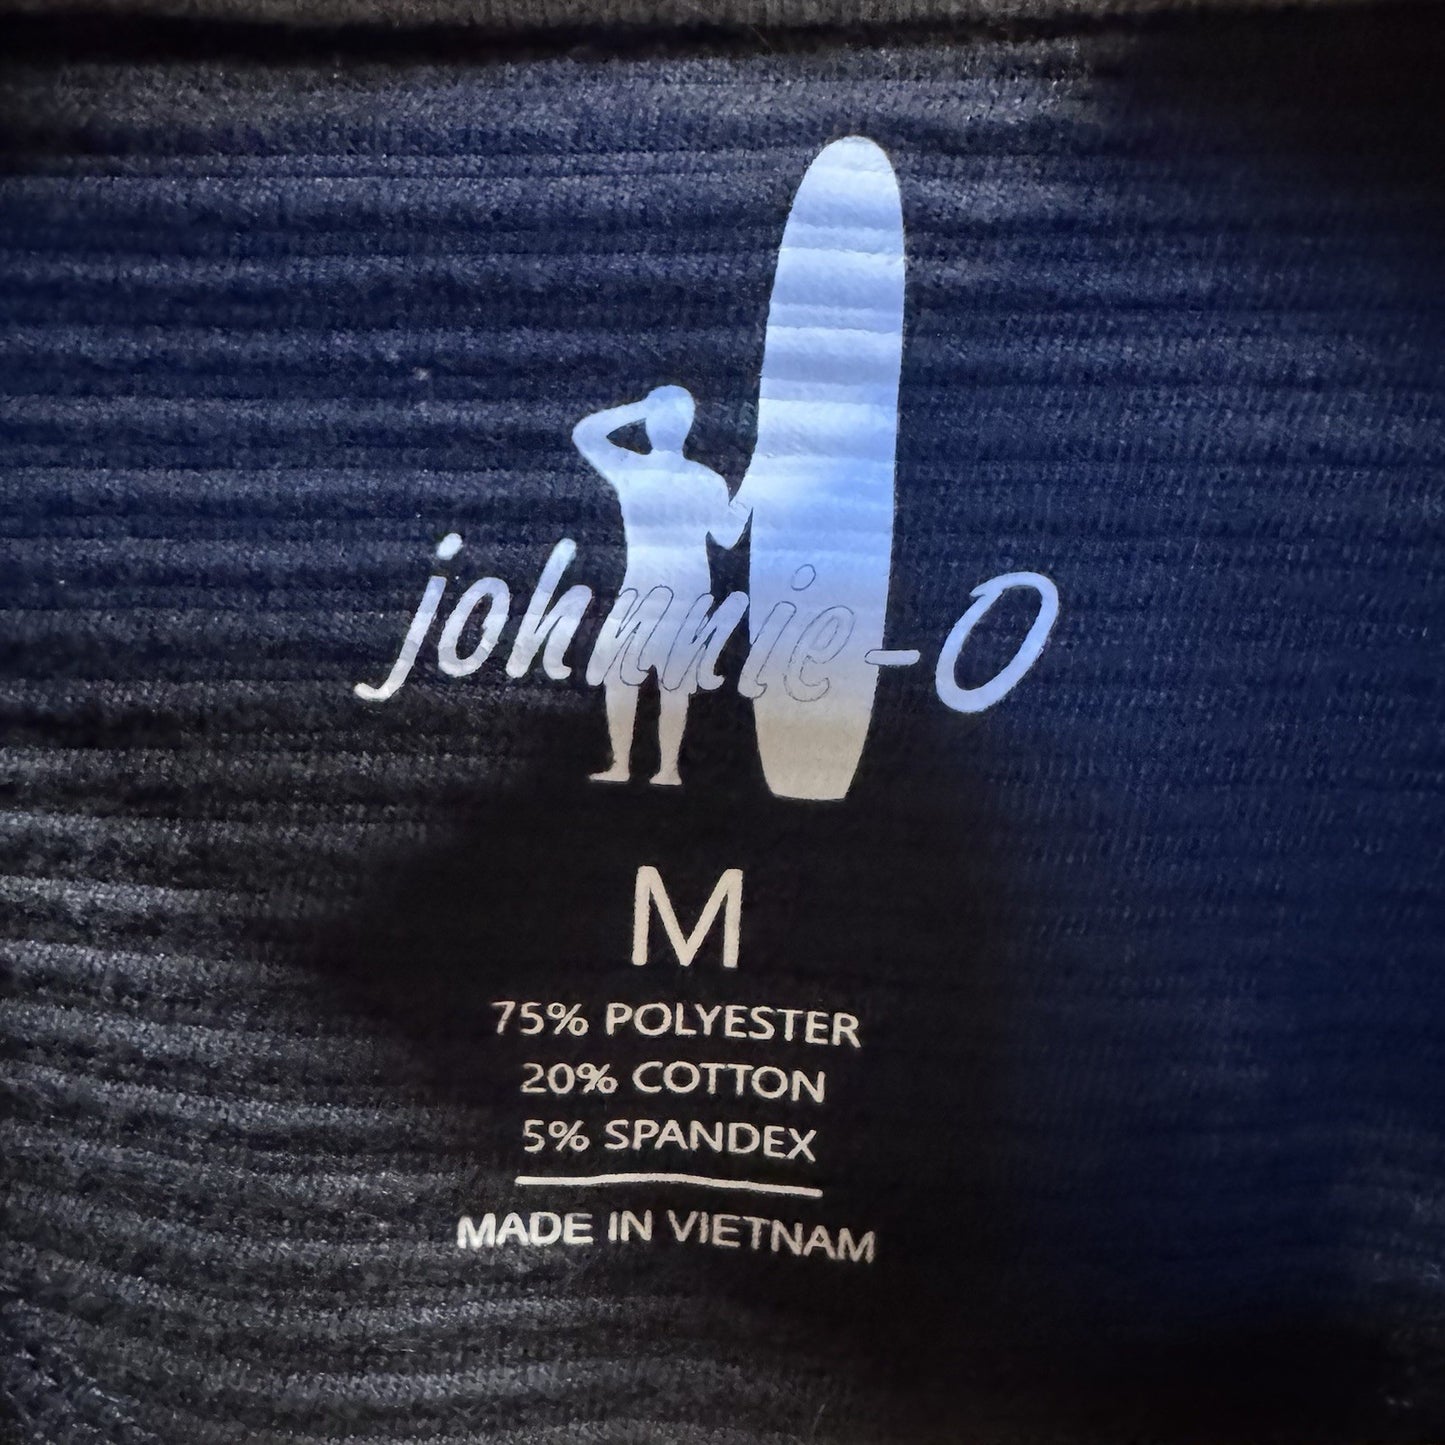 johnnie-O
M
75% POLYESTER
20% COTTON
5% SPANDEX
MADE IN VIETNAM